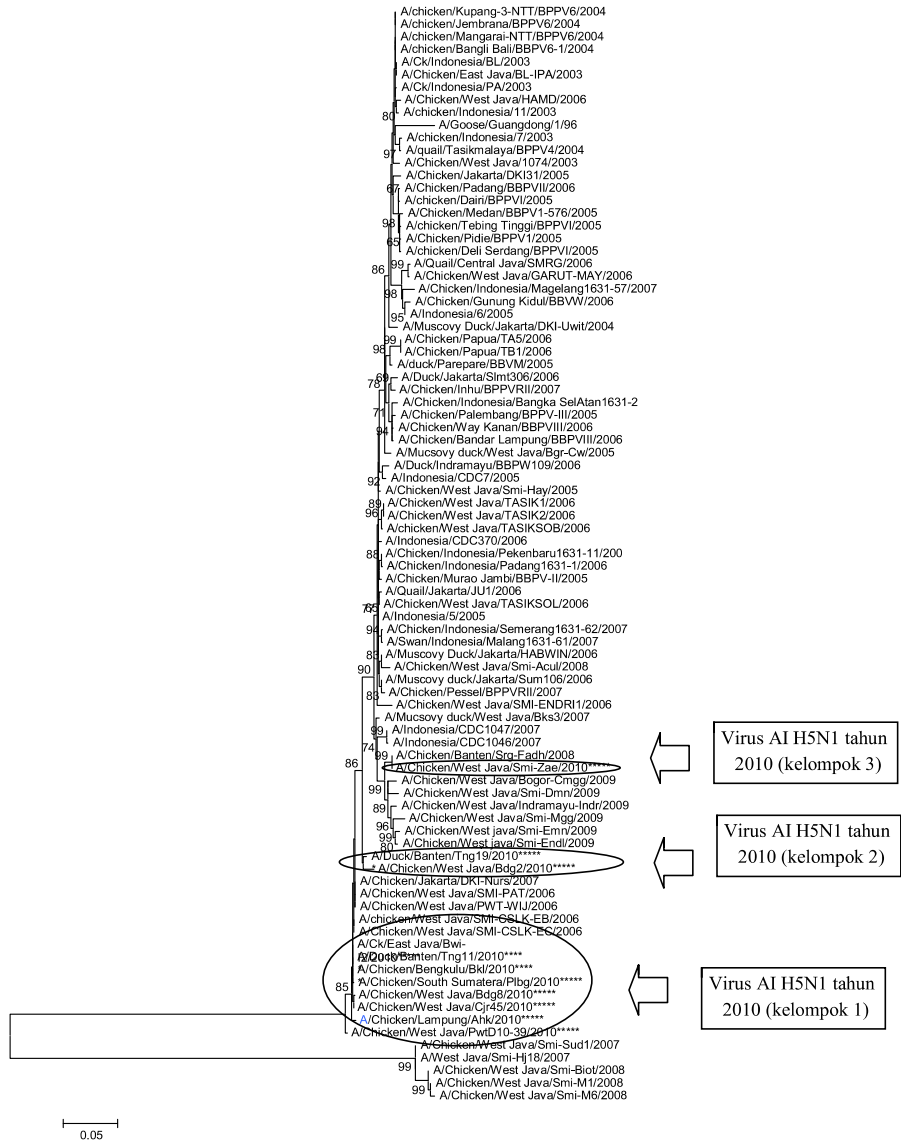 A/chicken/Kupang-3-NTT/BPPV6/2004
A/chicken/Jembrana/BPPV6/2004
A/chicken/Mangarai-NTT/BPPV6/2004
A/chicken/Bangli Bali/BBPV6-1/2004
A/Ck/Indonesia/BL/2003
A/Chicken/East Java/BL-IPA/2003
A/Ck/Indonesia/PA/2003
A/Chicken/West Java/HAMD/2006
A/chicken/Indonesia/11/2003
80
A/Goose/Guangdong/1/96
A/chicken/Indonesia/7/2003
A/quail/Tasikmalaya/BPPV4/2004
97
A/Chicken/West Java/1074/2003
A/Chicken/Jakarta/DKI31/2005
A/Chicken/Padang/BBPVII/2006
67
A/chicken/Dairi/BPPVI/2005
A/Chicken/Medan/BBPV1-576/2005
98
A/chicken/Tebing Tinggi/BPPVI/2005
A/Chicken/Pidie/BPPV1/2005
65
A/chicken/Deli Serdang/BPPVI/2005
A/Quail/Central Java/SMRG/2006
99
86
A/Chicken/West Java/GARUT-MAY/2006
A/Chicken/Indonesia/Magelang1631-57/2007
98
A/Chicken/Gunung Kidul/BBVW/2006
A/Indonesia/6/2005
95
A/Muscovy Duck/Jakarta/DKI-Uwit/2004
A/Chicken/Papua/TA5/2006
99
A/Chicken/Papua/TB1/2006
98
A/duck/Parepare/BBVM/2005
A/Duck/Jakarta/Slmt306/2006
69
78
A/Chicken/Inhu/BPPVRII/2007
A/Chicken/Indonesia/Bangka SelAtan1631-2
A/Chicken/Palembang/BPPV-III/2005
71
A/Chicken/Way Kanan/BBPVIII/2006
94
A/Chicken/Bandar Lampung/BBPVIII/2006
A/Mucsovy duck/West Java/Bgr-Cw/2005
A/Duck/Indramayu/BBPW109/2006
A/Indonesia/CDC7/2005
92
A/Chicken/West Java/Smi-Hay/2005
A/Chicken/West Java/TASIK1/2006
89
A/Chicken/West Java/TASIK2/2006
96
A/chicken/West Java/TASIKSOB/2006
A/Indonesia/CDC370/2006
A/Chicken/Indonesia/Pekenbaru1631-11/200
88
A/Chicken/Indonesia/Padang1631-1/2006
A/Chicken/Murao Jambi/BBPV-II/2005
A/Quail/Jakarta/JU1/2006
A/Chicken/West Java/TASIKSOL/2006
A/Indonesia/5/2005
A/Chicken/Indonesia/Semerang1631-62/2007
94
A/Swan/Indonesia/Malang1631-61/2007
A/Muscovy Duck/Jakarta/HABWIN/2006
83
A/Chicken/West Java/Smi-Acul/2008
90
A/Muscovy duck/Jakarta/Sum106/2006
A/Chicken/Pessel/BPPVRII/2007
83
A/Chicken/West Java/SMI-ENDRI1/2006
A/Mucsovy duck/West Java/Bks3/2007
A/Indonesia/CDC1047/2007
99
A/Indonesia/CDC1046/2007
74
A/Chicken/Banten/Srg-Fadh/2008
99
86
A/Chicken/West Java/Smi-Zae/2010*****
A/Chicken/West Java/Bogor-Cmgg/2009
99
A/Chicken/West Java/Smi-Dmn/2009
A/Chicken/West Java/Indramayu-Indr/2009
89
A/Chicken/West Java/Smi-Mgg/2009
96
A/Chicken/West java/Smi-Emn/2009
99
A/Chicken/West java/Smi-Endl/2009
80
A/Duck/Banten/Tng19/2010*****
A/Chicken/West Java/Bdg2/2010*****
A/Chicken/Jakarta/DKI-Nurs/2007
A/Chicken/West Java/SMI-PAT/2006
A/Chicken/West Java/PWT-WIJ/2006
A/chicken/West Java/SMI-CSLK-EB/2006
A/Chicken/West Java/SMI-CSLK-EC/2006
A/Ck/East Java/Bwi-
A/Duck/Banten/Tng11/2010****
A/Chicken/Bengkulu/Bkl/2010****
A/Chicken/South Sumatera/Plbg/2010*****
85
A/Chicken/West Java/Bdg8/2010*****
A/Chicken/West Java/Cjr45/2010*****
A/Chicken/Lampung/Ahk/2010*****
A/Chicken/West Java/PwtD10-39/2010*****
A/Chicken/West Java/Smi-Sud1/2007
A/West Java/Smi-Hj18/2007
99
A/Chicken/West Java/Smi-Biot/2008
A/Chicken/West Java/Smi-M1/2008
99
A/Chicken/West Java/Smi-M6/2008
0.05
Virus AI H5N1 tahun
2010 (kelompok 3)
Virus AI H5N1 tahun
2010 (kelompok 2)
Virus AI H5N1 tahun
2010 (kelompok 1)